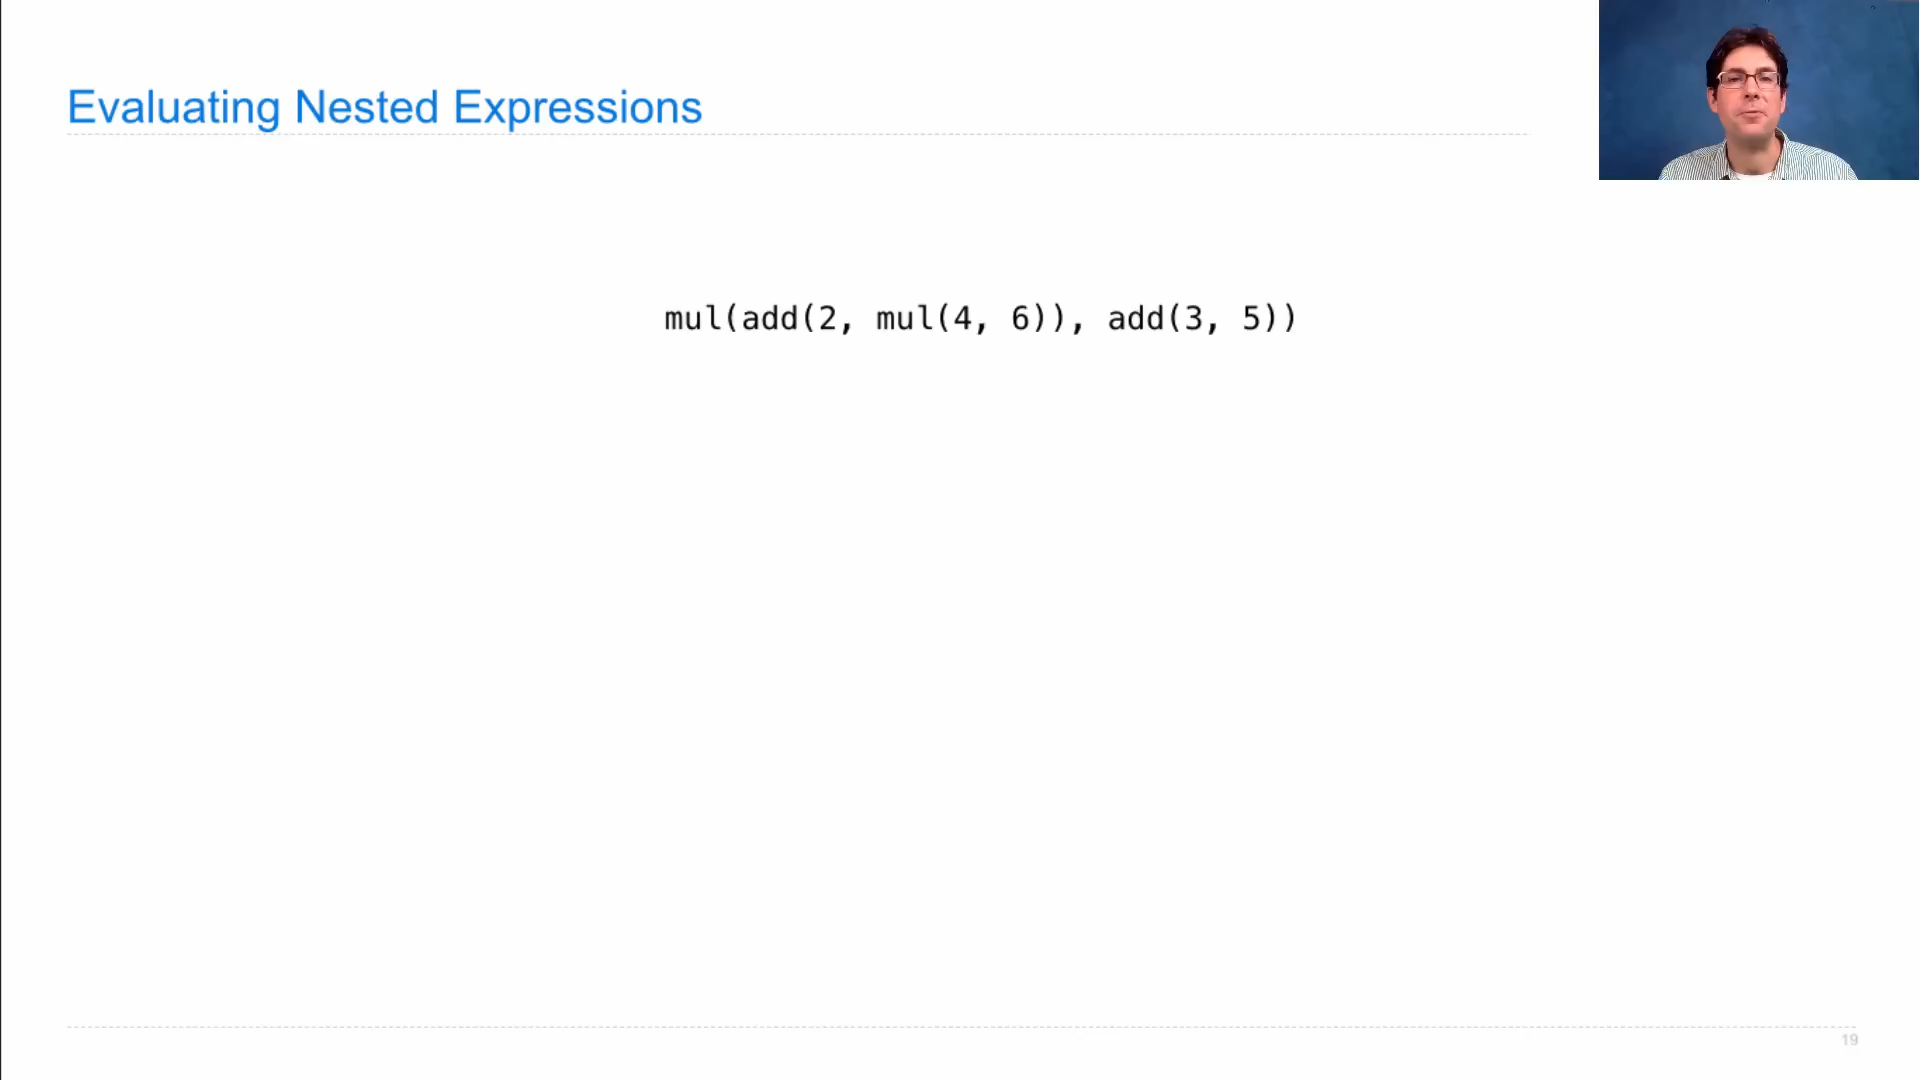 Evaluating Nested Expressions
mul(add(2, mul(4, 6)), add(3, 5))
19